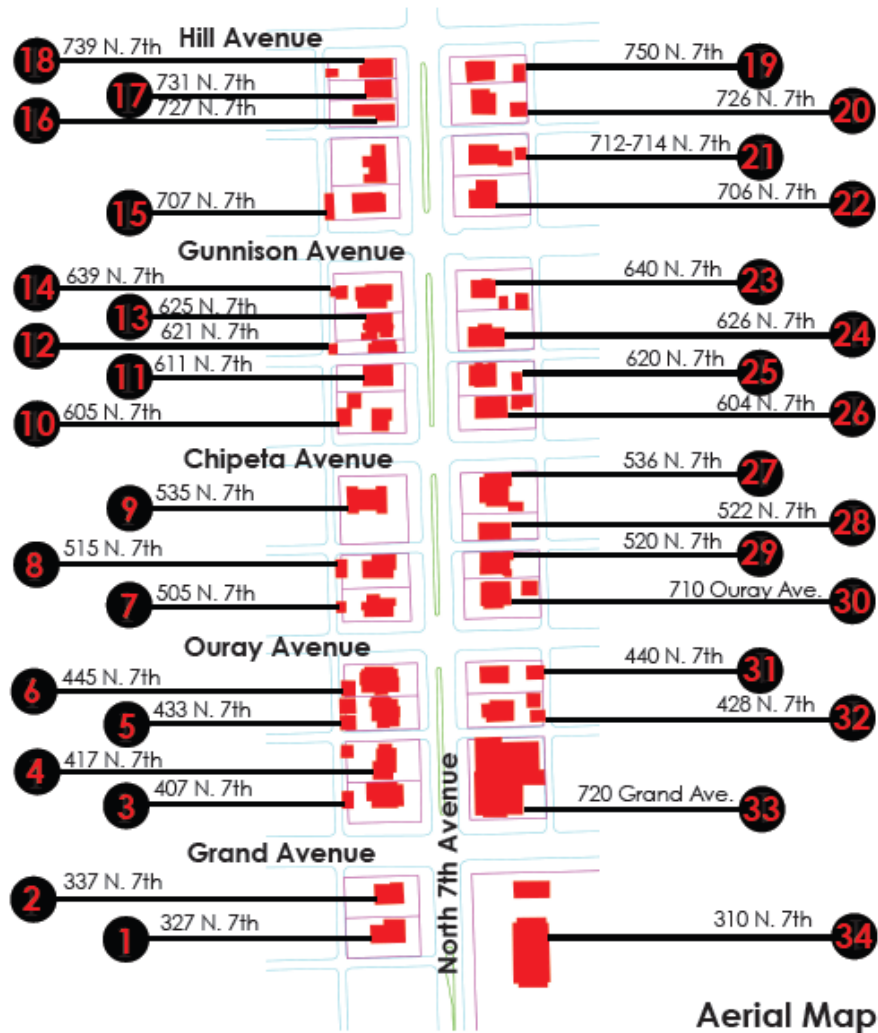 Hill Avenue
18 739 N. 7th
750 N. 7th 19
17 731 N. 7th
16 727 N. 7th
726 N. 7th 20
712-714 N. 7th 21
15 707 N. 7th
706 N. 7th 22
Gunnison Avenue
14 639 N. 7th
640 N. 7th 23
13 625 N. 7th
12 621 N. 7th
626 N. 7th 24
11 611 N. 7th
620 N. 7th 25
10 605 N. 7th
604 N. 7th 26
Chipeta Avenue
536 N. 7th 27
9 535 N. 7th
522 N. 7th 28
8 515 N. 7th
520 N. 7th 29
7 505 N. 7th
710 Ouray Ave. 30
Ouray Avenue
6 445 N. 7th
440 N. 7th 31
5 433 N. 7th
428 N. 7th 32
4 417 N. 7th
3 407 N. 7th
720 Grand Ave. 33
North 7th Avenue
Grand Avenue
2 337 N. 7th
1 327 N. 7th
310 N. 7th 34
Aerial Map